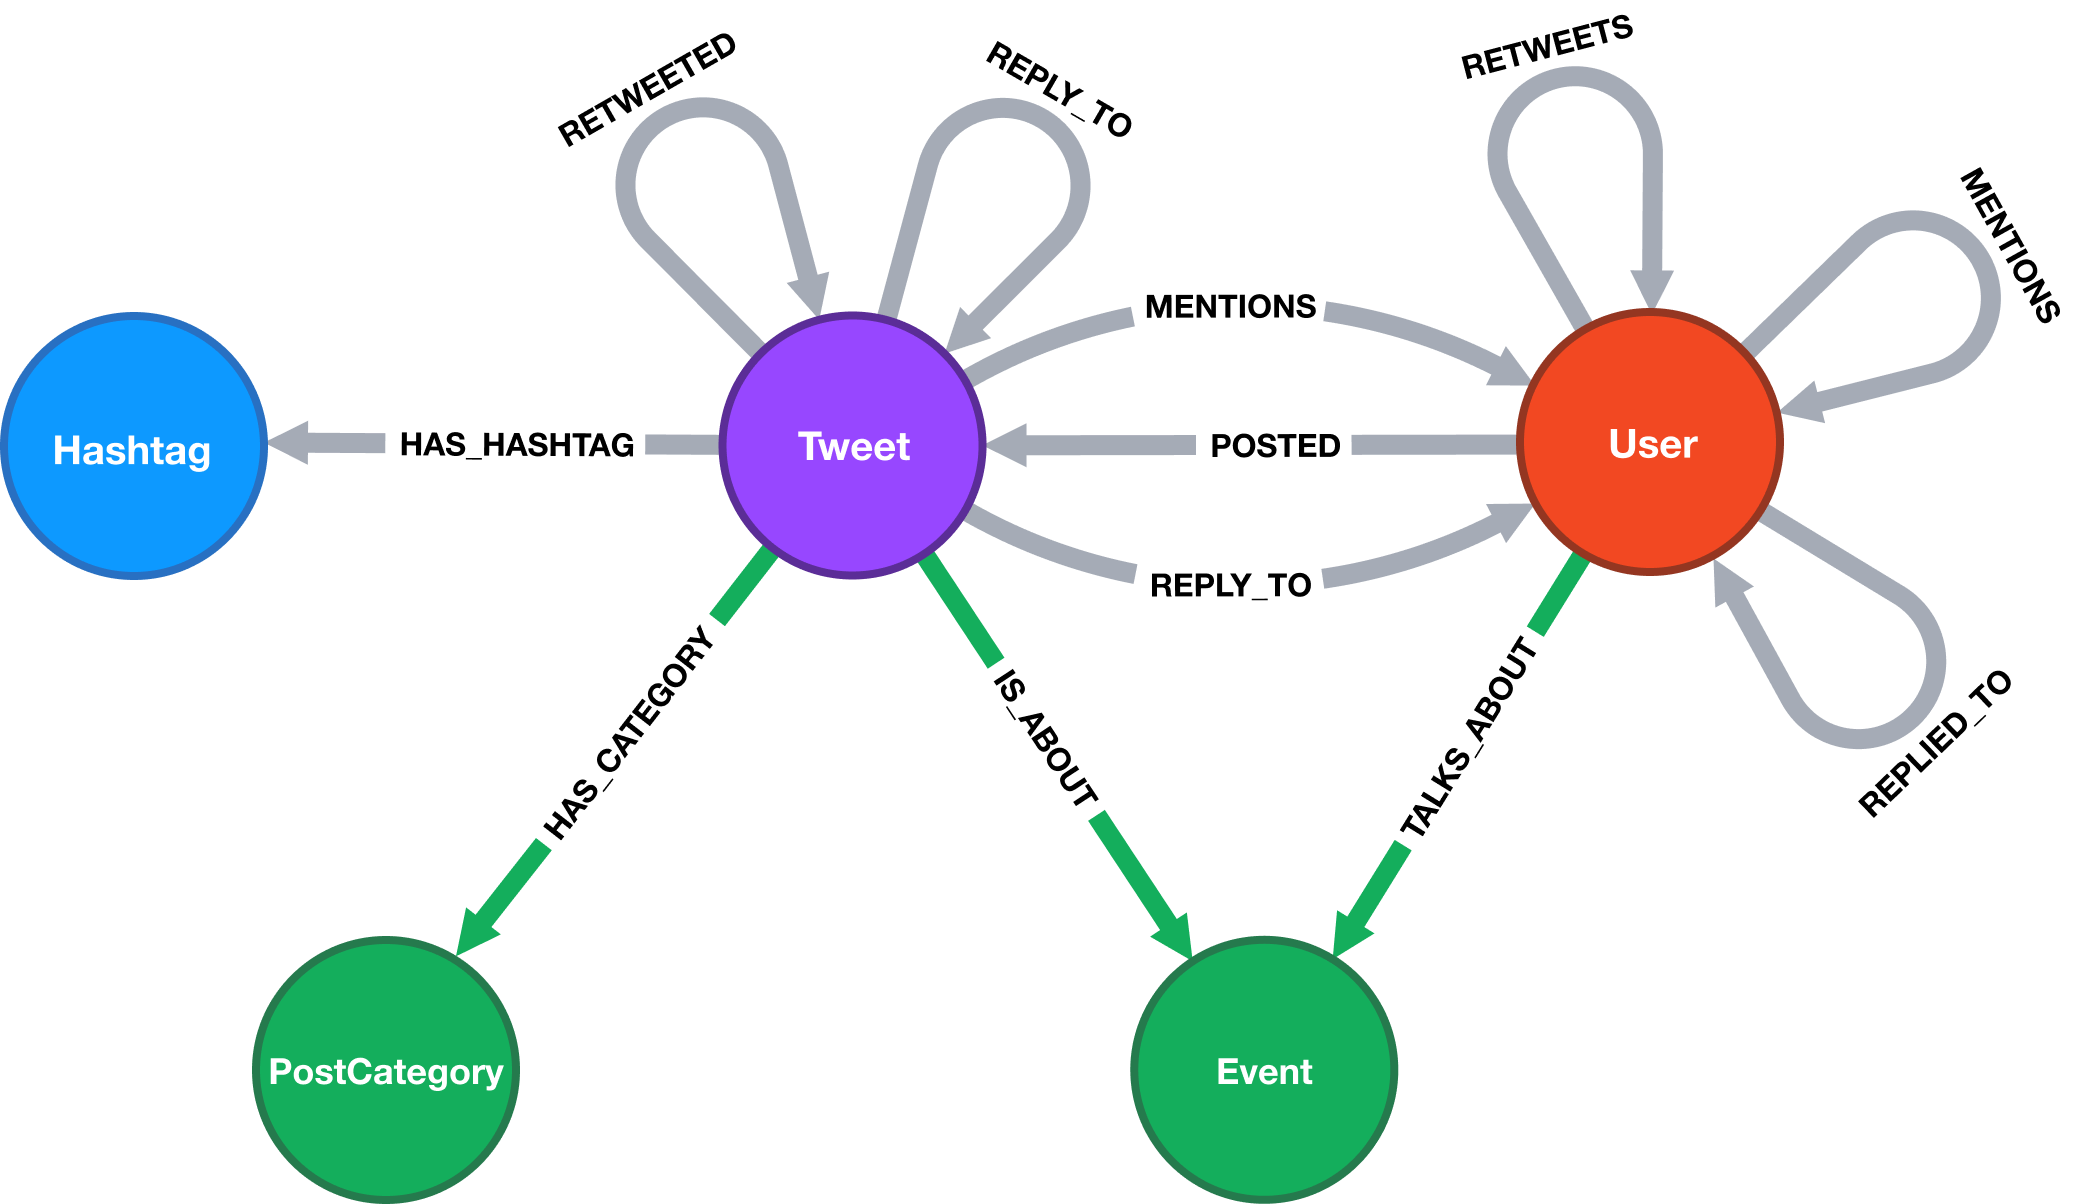 RETWEETED
REPLY_TO
RETWEETS
MENTIONS
MENTIONS
Hashtag
HAS_HASHTAG
Tweet
POSTED
User
REPLY_TO
HAS_CATEGORY
IS_ABOUT
TALKS_ABOUT
REPLIED_TO
PostCategory
Event